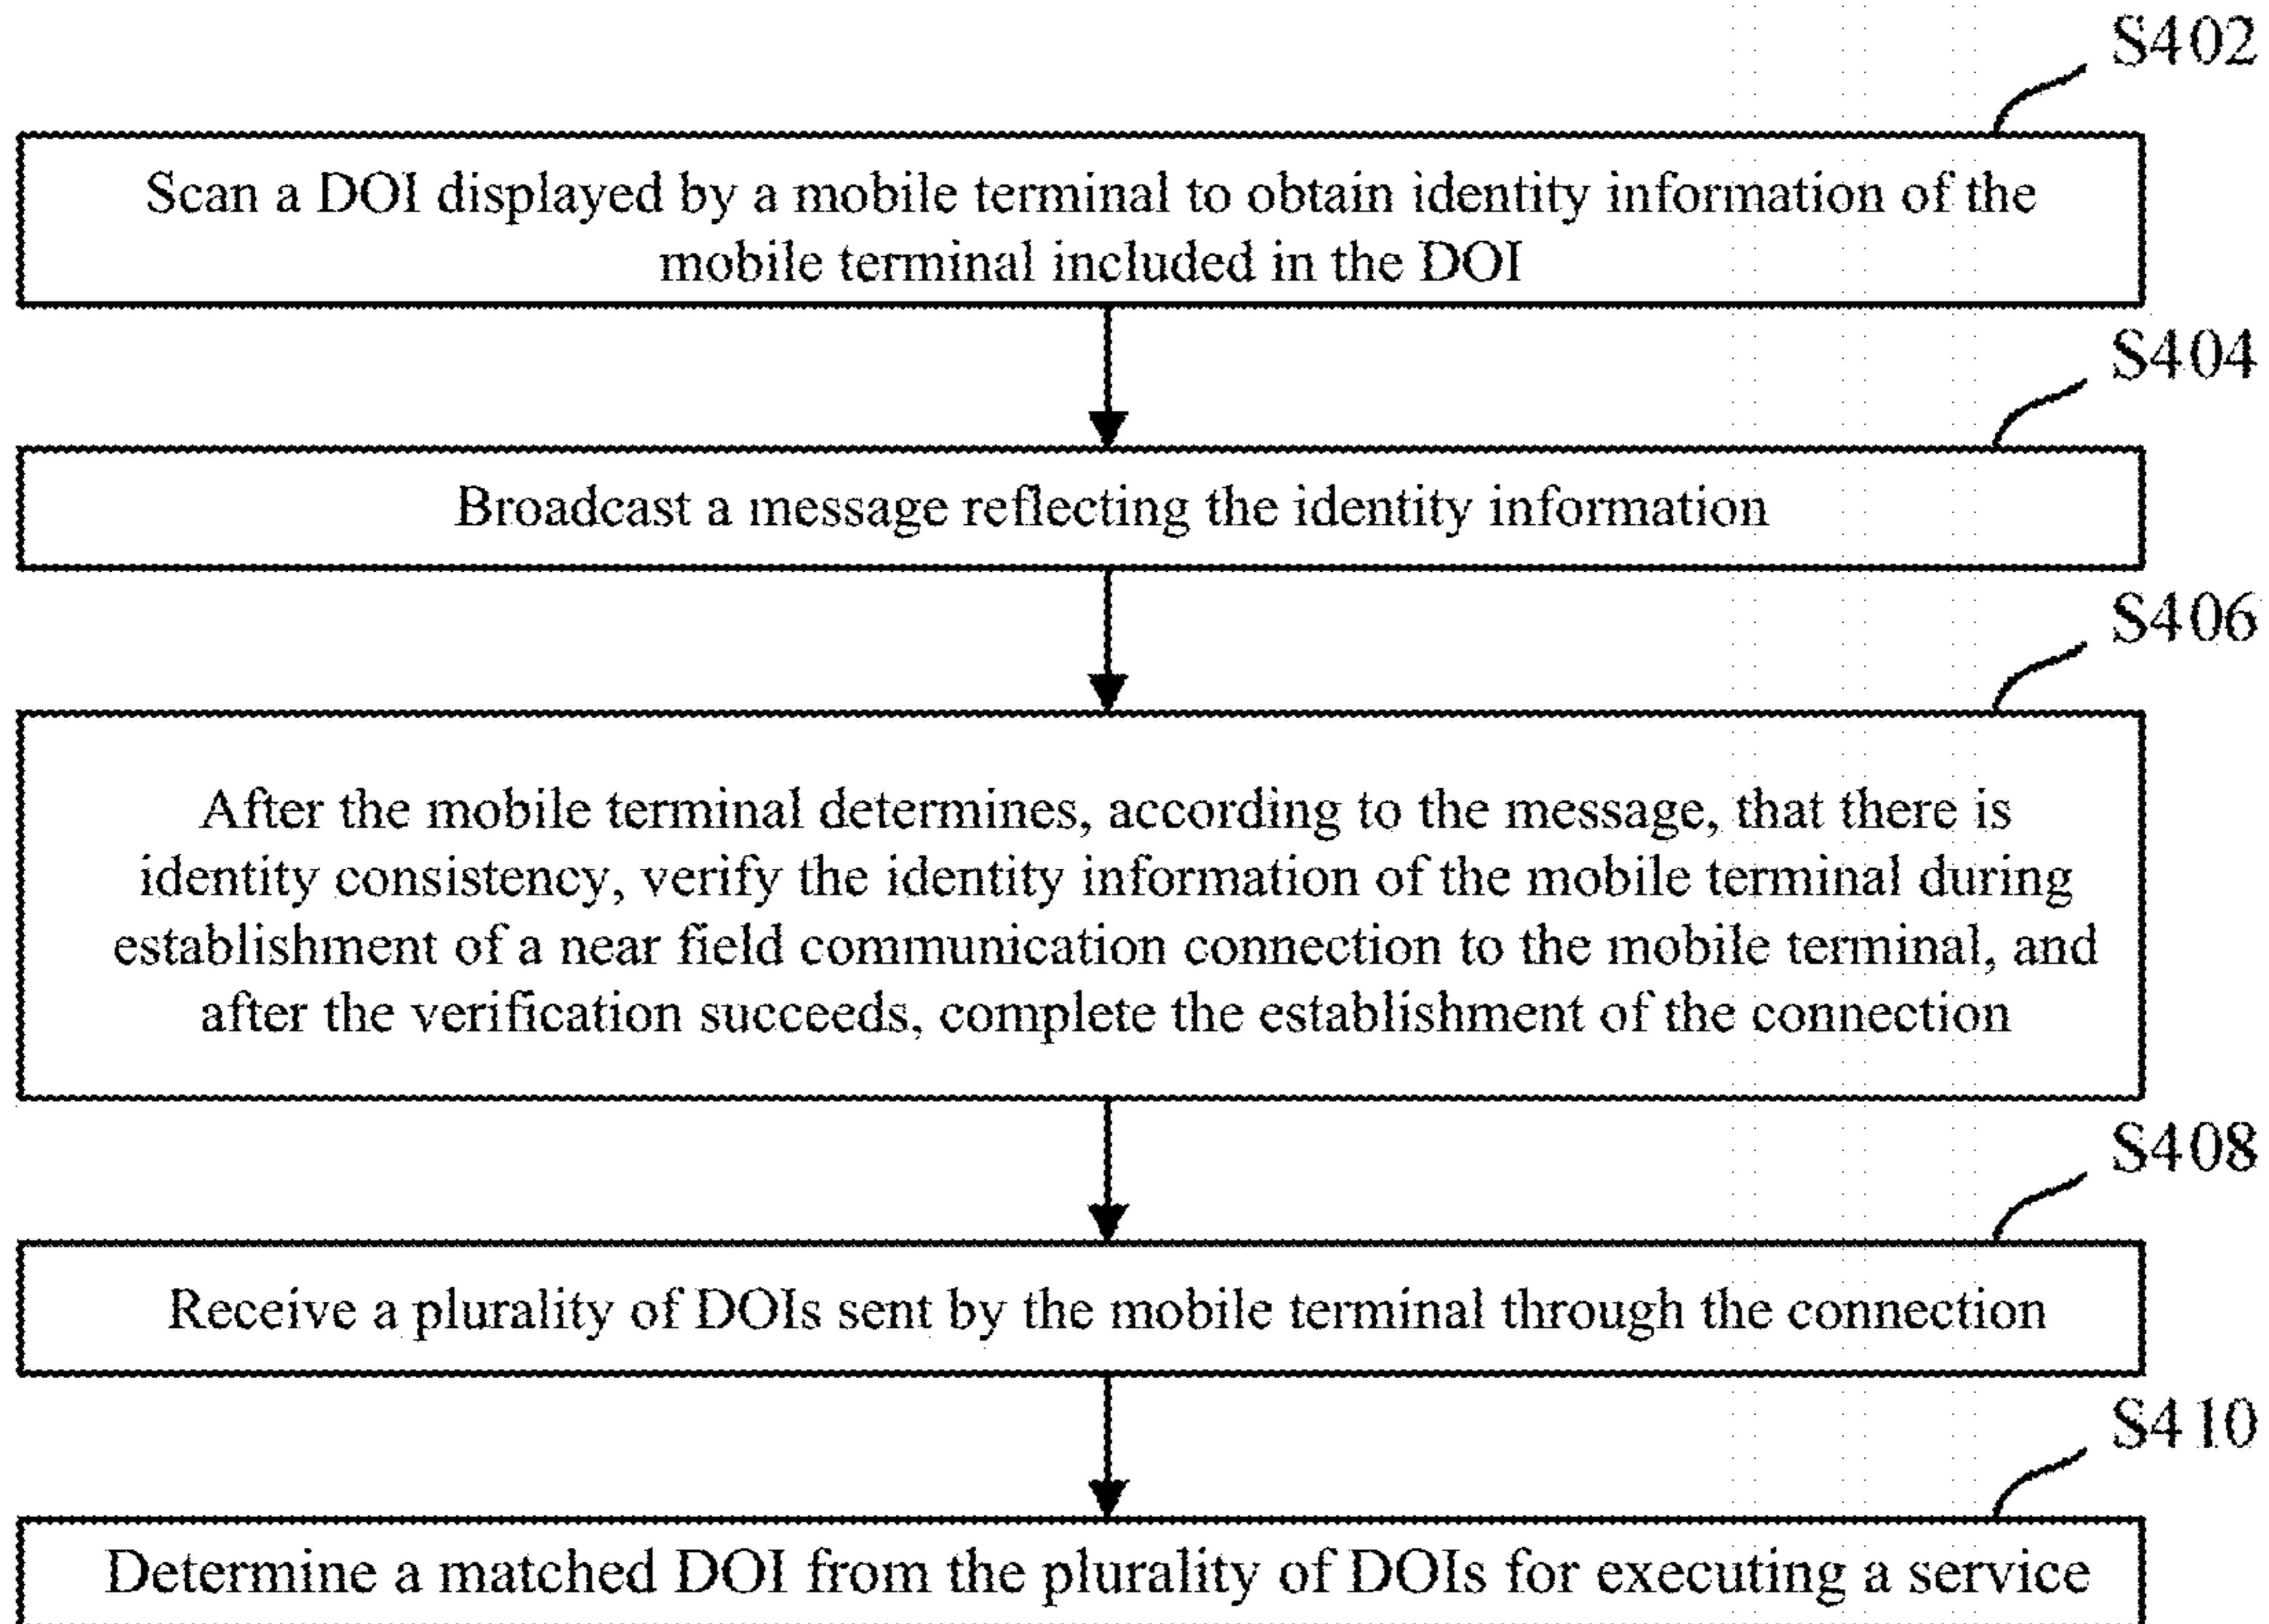 S402
Scan a DOI displayed by a mobile terminal to obtain identity information of the
mobile terminal included in the DOI
S404
Broadcast a message reflecting the identity information
S406
After the mobile terminal determines, according to the message, that there is
identity consistency, verify the identity information of the mobile terminal during
establishment of a near field communication connection to the mobile terminal, and
after the verification succeeds, complete the establishment of the connection
S408
Receive a plurality of DOIs sent by the mobile terminal through the connection
S410
Determine a matched DOI from the plurality of DOIs for executing a service